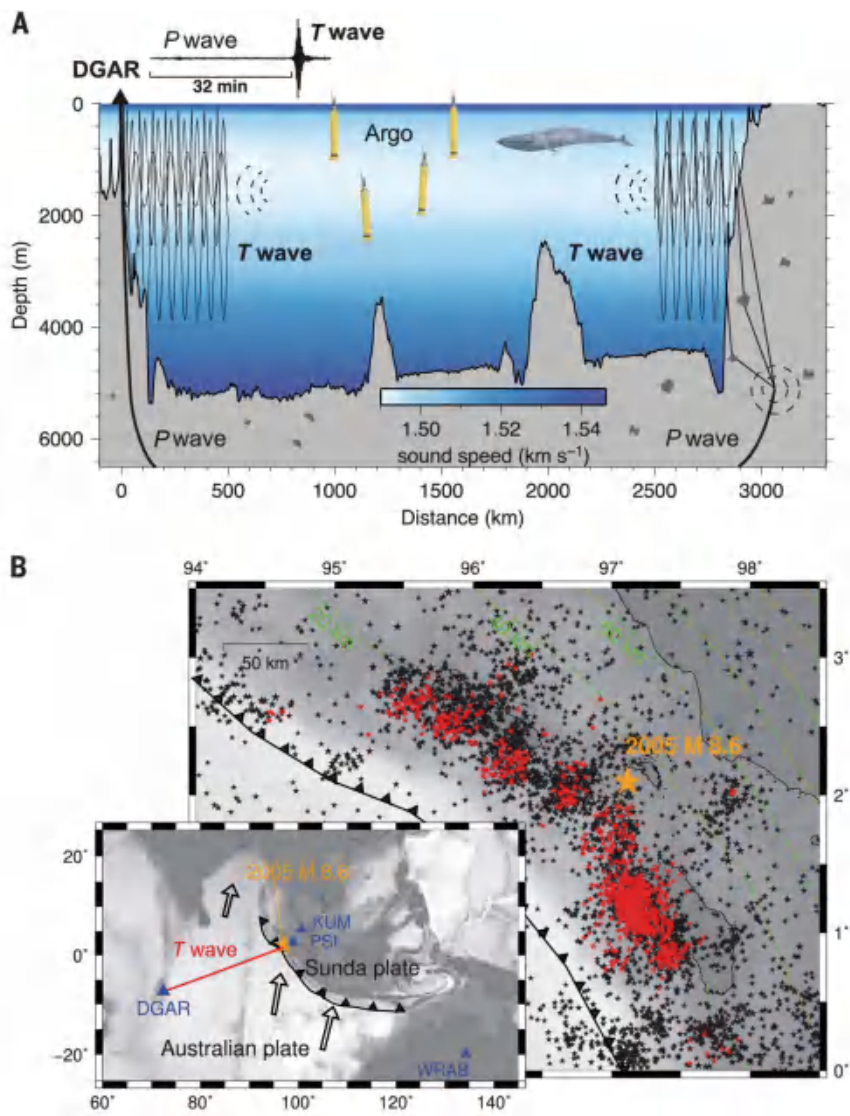 A
P wave
T wave
DGAR
32 min
0
2000
4000
6000
Depth (m)
Argo
T wave
T wave
P wave
P wave
1.50 1.52 1.54
sound speed (km s⁻¹)
0 500 1000 1500 2000 2500 3000
Distance (km)
B
94° 95° 96° 97° 98°
50 km
3°
2005 M 8.6
2°
1°
0°
20°
0°
−20°
2005 M 8.6
KUM
PSI
T wave
Sunda plate
DGAR
Australian plate
WRAB
60° 80° 100° 120° 140°